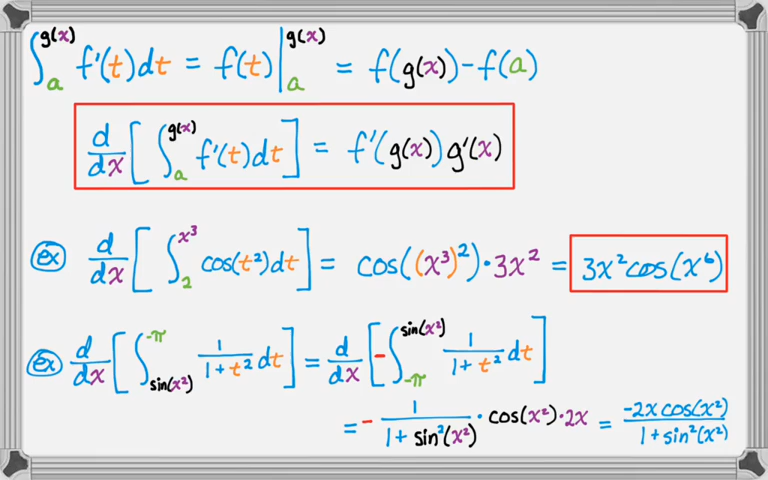 ∫_a^{g(x)} f'(t)dt = f(t)|_a^{g(x)} = f(g(x)) - f(a)
d/dx [∫_a^{g(x)} f'(t)dt] = f'(g(x)) g'(x)
ex d/dx [∫_2^{x³} cos(t²)dt] = cos((x³)²)·3x² = 3x²cos(x⁶)
ex d/dx [∫_{sin(x²)}^{-π} 1/(1+t²) dt] = d/dx [-∫_{-π}^{sin(x²)} 1/(1+t²) dt]
= - 1/(1+sin²(x²)) · cos(x²)·2x = -2x cos(x²)/(1+sin²(x²))